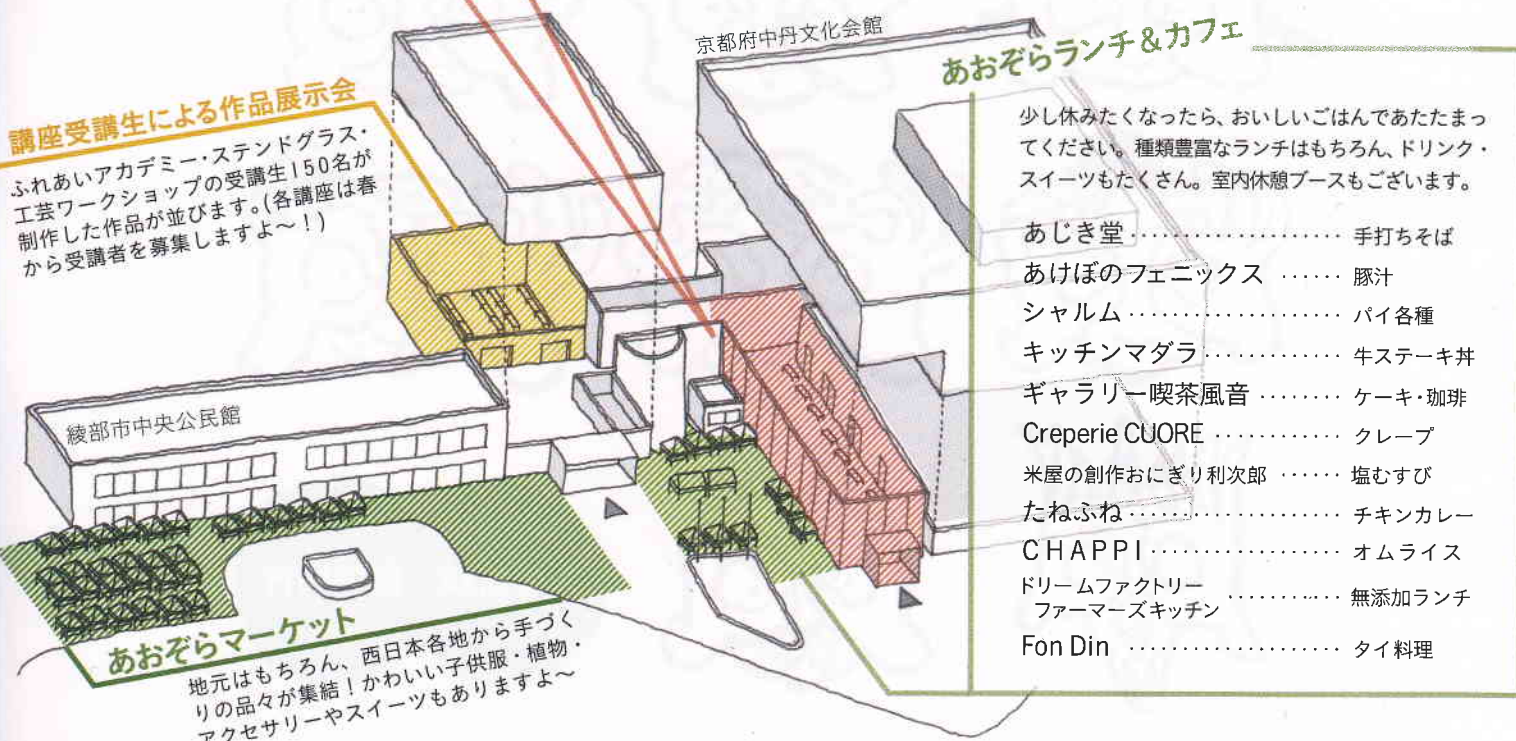 京都府中丹文化会館
講座受講生による作品展示会
ふれあいアカデミー・ステンドグラス・
工芸ワークショップの受講生150名が
制作した作品が並びます。(各講座は春
から受講者を募集しますよ~!)
綾部市中央公民館
あおぞらマーケット
地元はもちろん、西日本各地から手づく
りの品々が集結!かわいい子供服・植物・
アクセサリーやスイーツもありますよ~
あおぞらランチ&カフェ
少し休みたくなったら、おいしいごはんであたたまっ
てください。種類豊富なランチはもちろん、ドリンク・
スイーツもたくさん。室内休憩ブースもございます。
あじき堂 ···················· 手打ちそば
あけぼのフェニックス ······ 豚汁
シャルム ···················· パイ各種
キッチンマダラ ············· 牛ステーキ丼
ギャラリー喫茶風音 ········ ケーキ・珈琲
Creperie CUORE ············ クレープ
米屋の創作おにぎり利次郎 ······ 塩むすび
たねふね ···················· チキンカレー
CHAPPI ·················· オムライス
ドリームファクトリー
ファーマーズキッチン ··········· 無添加ランチ
Fon Din ···················· タイ料理